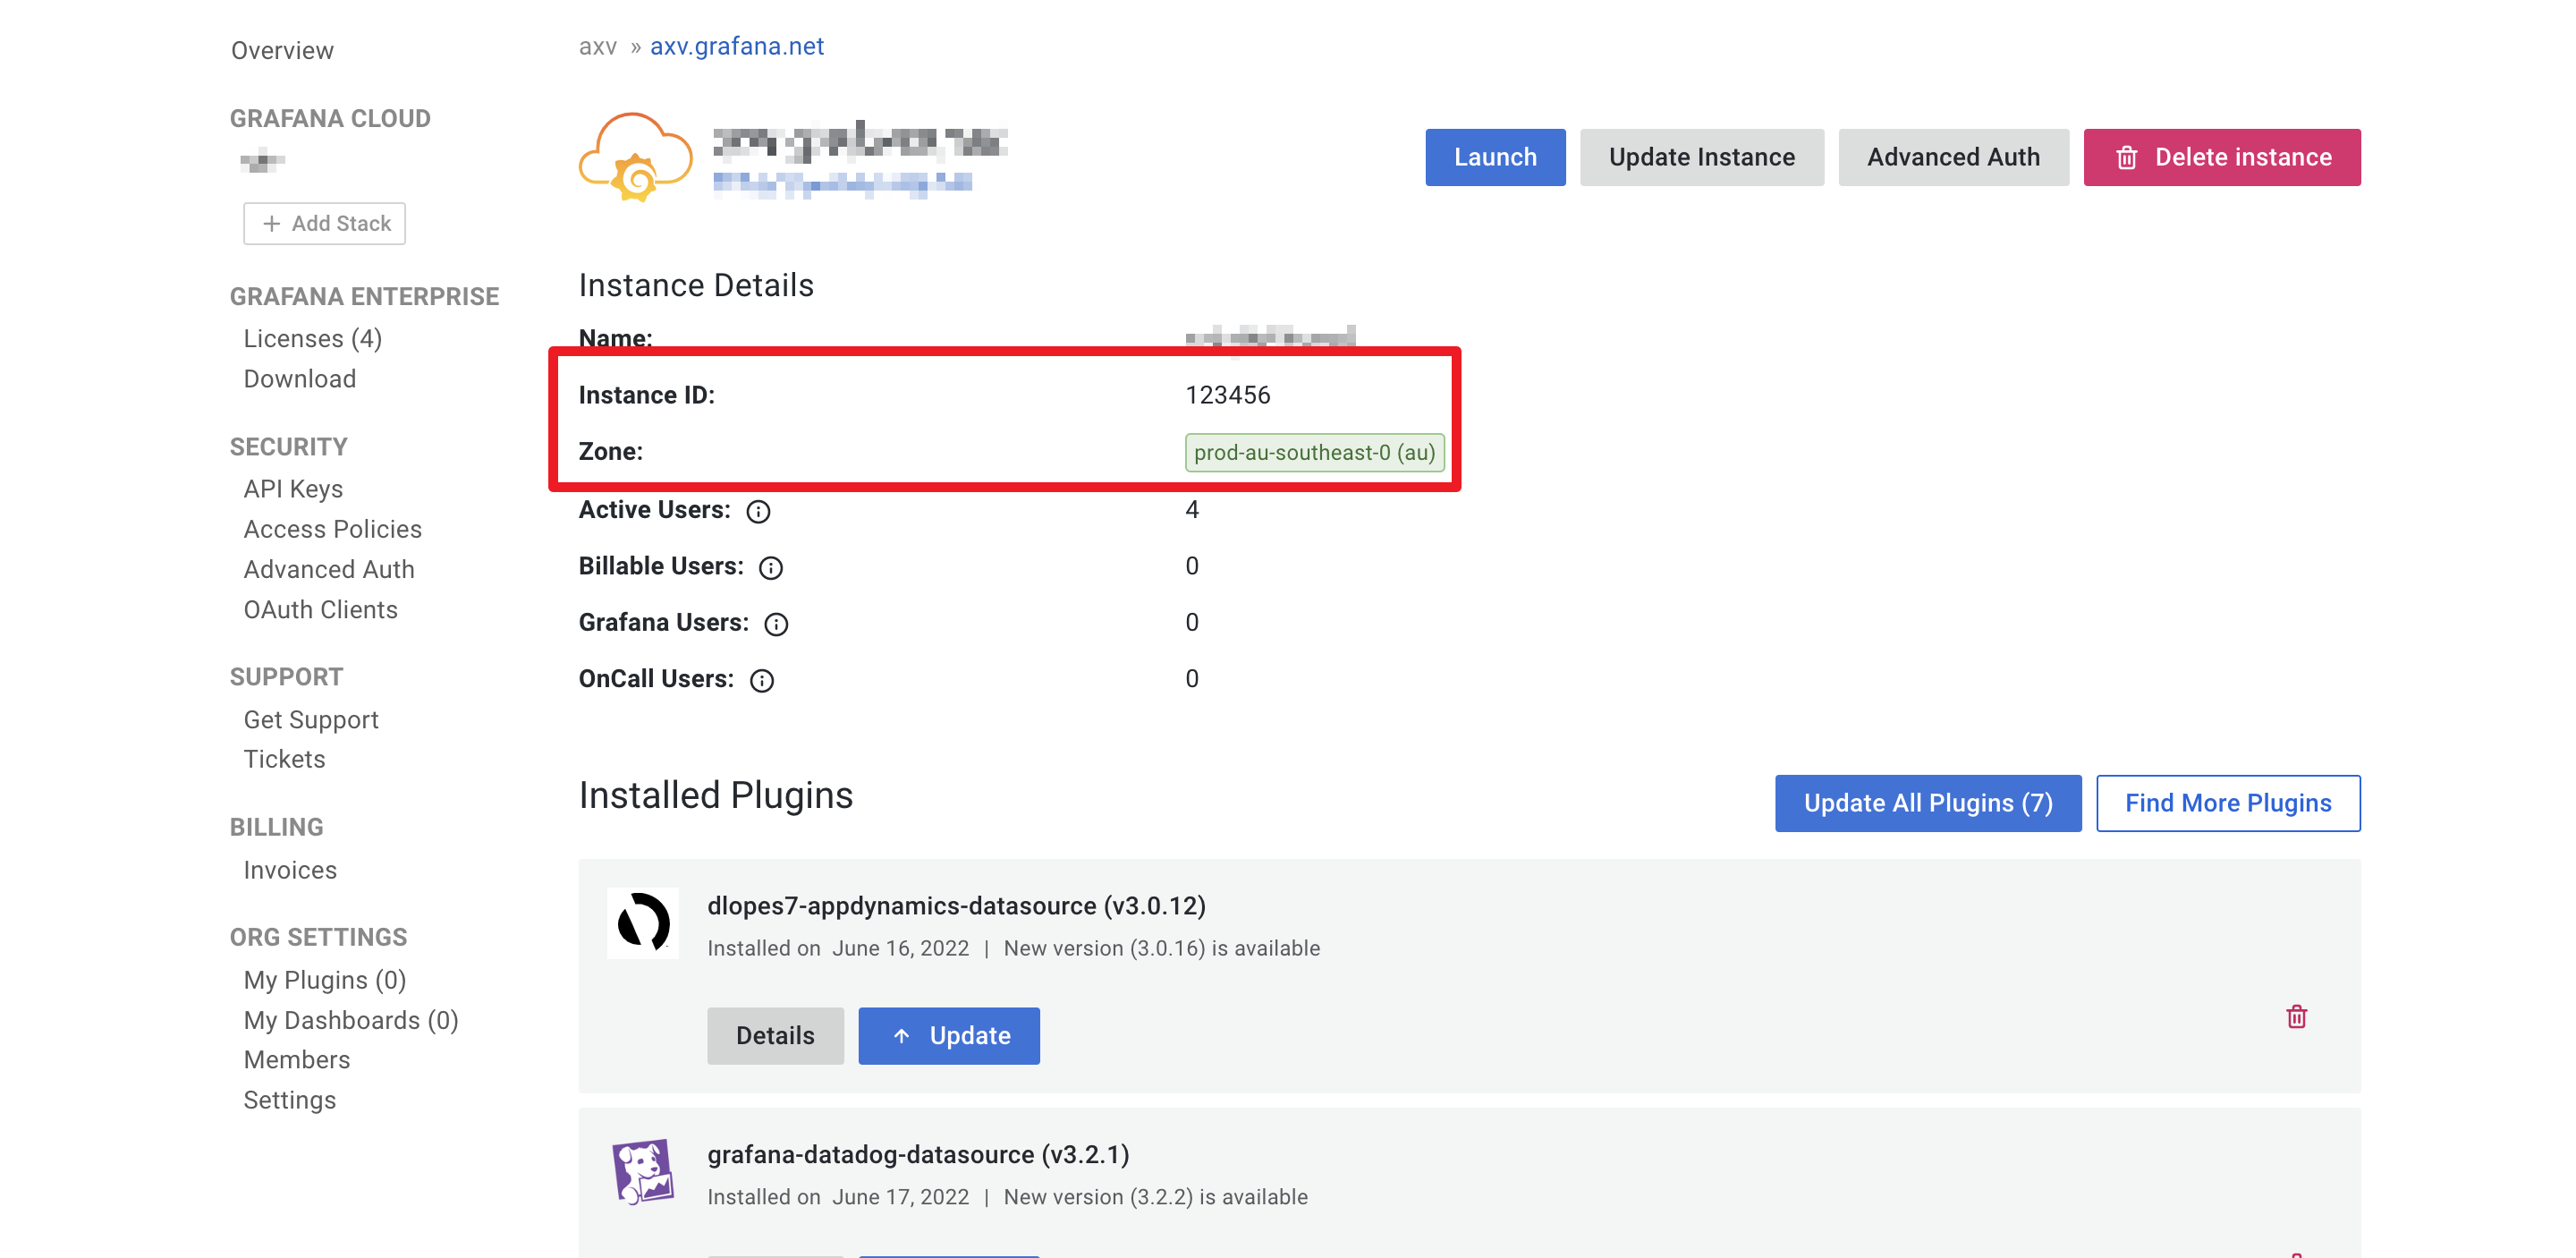 Overview
GRAFANA CLOUD
+ Add Stack
GRAFANA ENTERPRISE
Licenses (4)
Download
SECURITY
API Keys
Access Policies
Advanced Auth
OAuth Clients
SUPPORT
Get Support
Tickets
BILLING
Invoices
ORG SETTINGS
My Plugins (0)
My Dashboards (0)
Members
Settings
axv » axv.grafana.net
Launch
Update Instance
Advanced Auth
Delete instance
Instance Details
Name:
Instance ID: 123456
Zone: prod-au-southeast-0 (au)
Active Users: 4
Billable Users: 0
Grafana Users: 0
OnCall Users: 0
Installed Plugins
Update All Plugins (7)
Find More Plugins
dlopes7-appdynamics-datasource (v3.0.12)
Installed on June 16, 2022 | New version (3.0.16) is available
Details
Update
grafana-datadog-datasource (v3.2.1)
Installed on June 17, 2022 | New version (3.2.2) is available